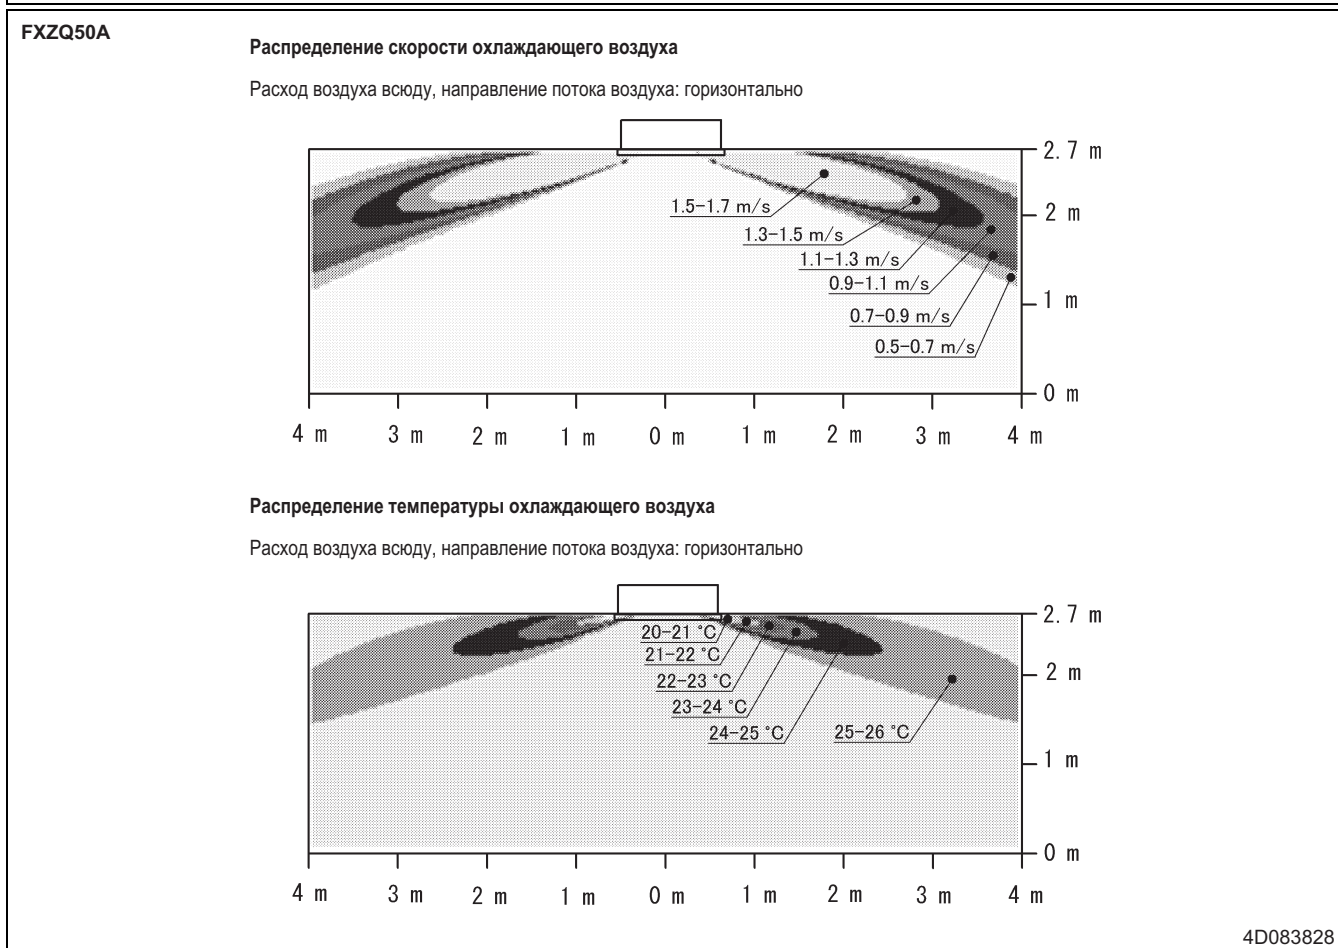 FXZQ50A
Распределение скорости охлаждающего воздуха
Расход воздуха всюду, направление потока воздуха: горизонтально
2.7 m
1.5–1.7 m/s
2 m
1.3–1.5 m/s
1.1–1.3 m/s
0.9–1.1 m/s
1 m
0.7–0.9 m/s
0.5–0.7 m/s
0 m
4 m 3 m 2 m 1 m 0 m 1 m 2 m 3 m 4 m
Распределение температуры охлаждающего воздуха
Расход воздуха всюду, направление потока воздуха: горизонтально
2.7 m
20–21 °C
21–22 °C
2 m
22–23 °C
23–24 °C
24–25 °C 25–26 °C
1 m
0 m
4 m 3 m 2 m 1 m 0 m 1 m 2 m 3 m 4 m
4D083828